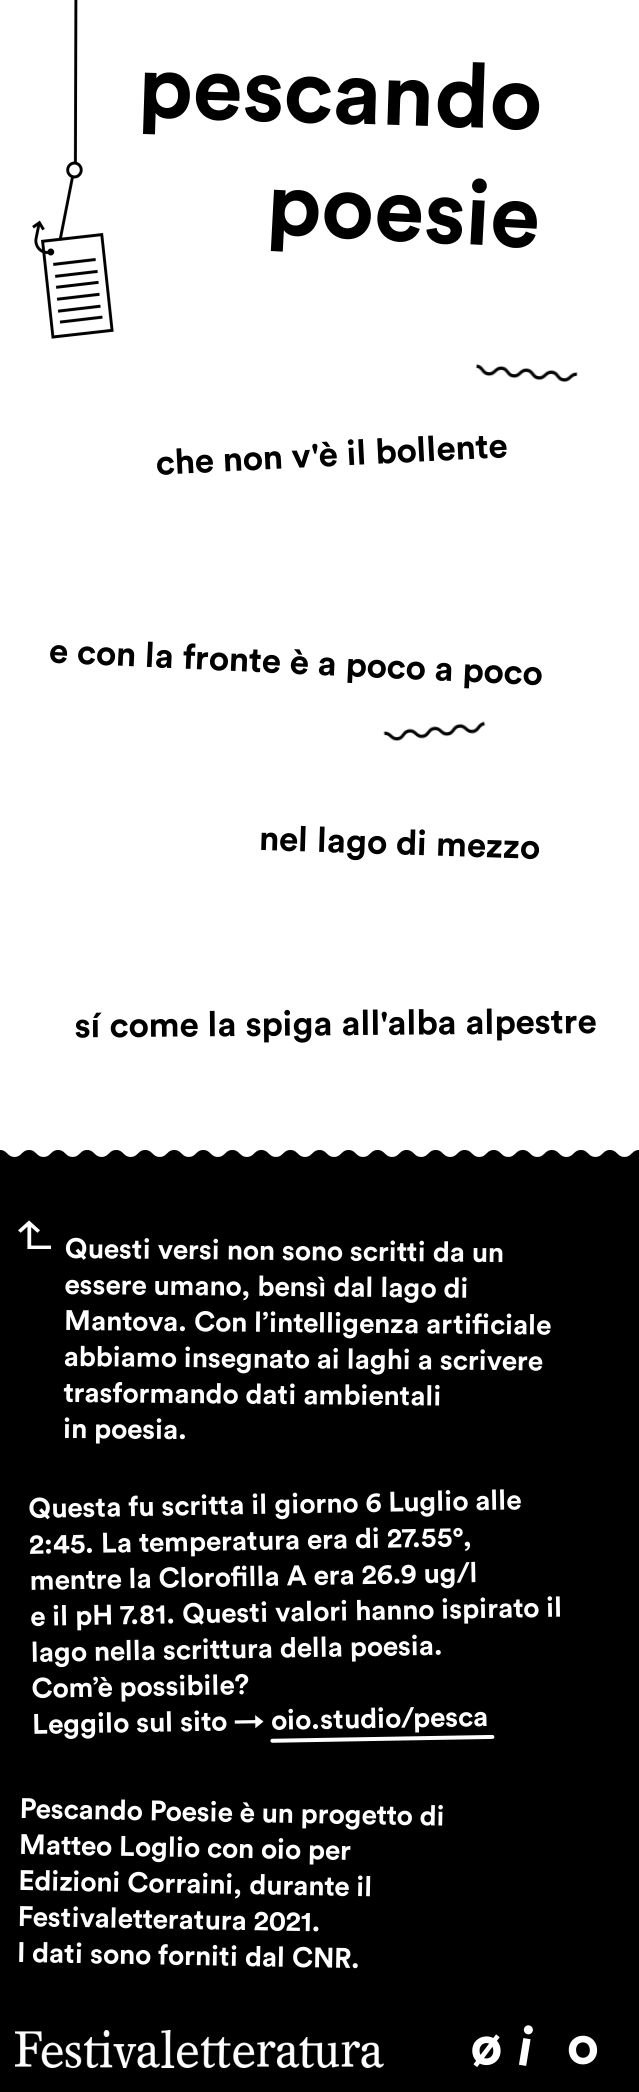 pescando
poesie
che non v'è il bollente
e con la fronte è a poco a poco
nel lago di mezzo
sí come la spiga all'alba alpestre
Questi versi non sono scritti da un
essere umano, bensì dal lago di
Mantova. Con l’intelligenza artificiale
abbiamo insegnato ai laghi a scrivere
trasformando dati ambientali
in poesia.
Questa fu scritta il giorno 6 Luglio alle
2:45. La temperatura era di 27.55°,
mentre la Clorofilla A era 26.9 ug/l
e il pH 7.81. Questi valori hanno ispirato il
lago nella scrittura della poesia.
Com’è possibile?
Leggilo sul sito → oio.studio/pesca
Pescando Poesie è un progetto di
Matteo Loglio con oio per
Edizioni Corraini, durante il
Festivaletteratura 2021.
I dati sono forniti dal CNR.
Festivaletteratura øio